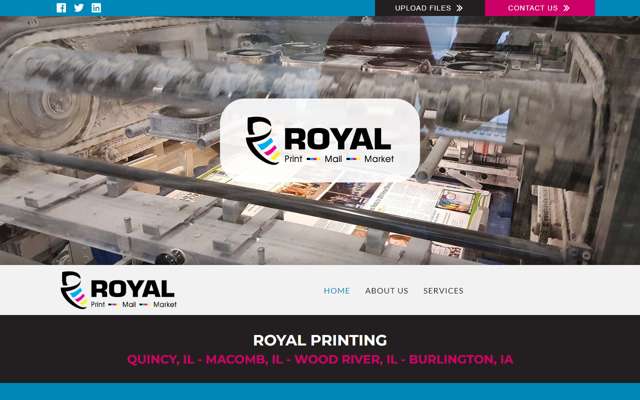 UPLOAD FILES
CONTACT US
ROYAL
Print Mail Market
ROYAL
Print Mail Market
HOME
ABOUT US
SERVICES
ROYAL PRINTING
QUINCY, IL - MACOMB, IL - WOOD RIVER, IL - BURLINGTON, IA